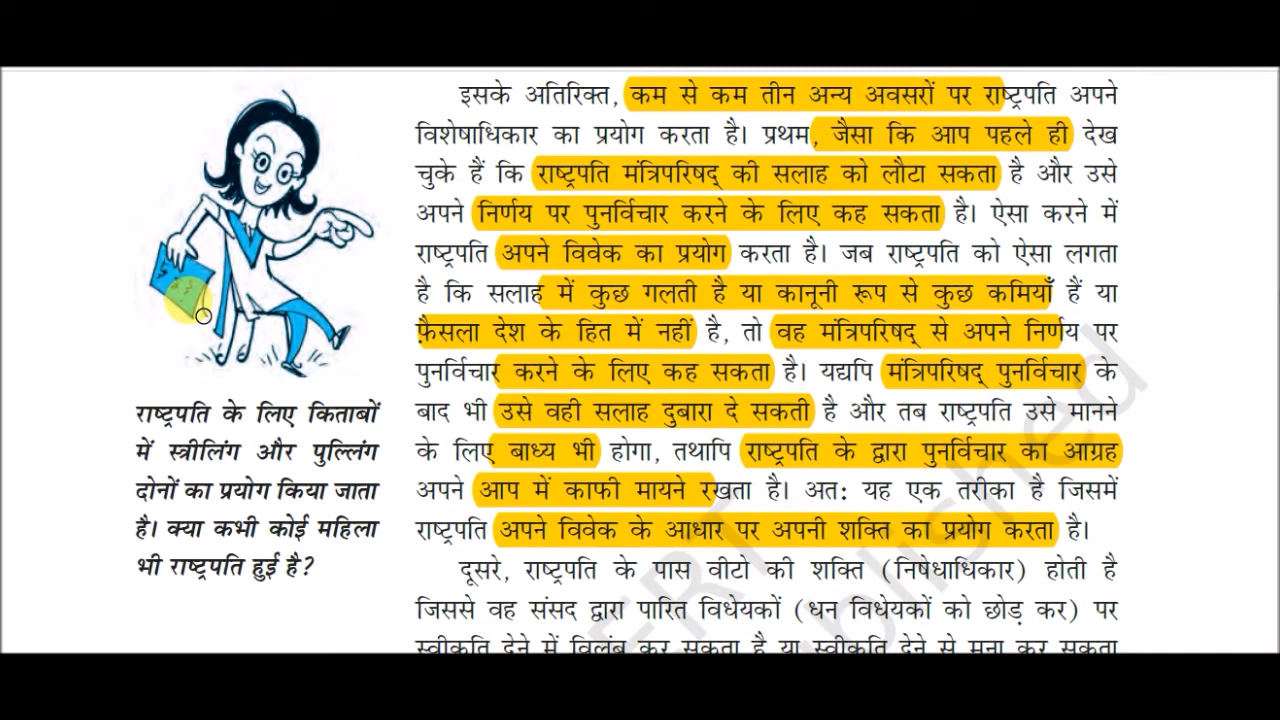 इसके अतिरिक्त, कम से कम तीन अन्य अवसरों पर राष्ट्रपति अपने
विशेषाधिकार का प्रयोग करता है। प्रथम, जैसा कि आप पहले ही देख
चुके हैं कि राष्ट्रपति मंत्रिपरिषद् की सलाह को लौटा सकता है और उसे
अपने निर्णय पर पुनर्विचार करने के लिए कह सकता है। ऐसा करने में
राष्ट्रपति अपने विवेक का प्रयोग करता है। जब राष्ट्रपति को ऐसा लगता
है कि सलाह में कुछ गलती है या कानूनी रूप से कुछ कमियाँ हैं या
फ़ैसला देश के हित में नहीं है, तो वह मंत्रिपरिषद् से अपने निर्णय पर
पुनर्विचार करने के लिए कह सकता है। यद्यपि मंत्रिपरिषद् पुनर्विचार के
बाद भी उसे वही सलाह दुबारा दे सकती है और तब राष्ट्रपति उसे मानने
के लिए बाध्य भी होगा, तथापि राष्ट्रपति के द्वारा पुनर्विचार का आग्रह
अपने आप में काफी मायने रखता है। अत: यह एक तरीका है जिसमें
राष्ट्रपति अपने विवेक के आधार पर अपनी शक्ति का प्रयोग करता है।
दूसरे, राष्ट्रपति के पास वीटो की शक्ति (निषेधाधिकार) होती है
जिससे वह संसद द्वारा पारित विधेयकों (धन विधेयकों को छोड़ कर) पर
स्वीकृति देने में विलंब कर सकता है या स्वीकृति देने से मना कर सकता
राष्ट्रपति के लिए किताबों
में स्त्रीलिंग और पुल्लिंग
दोनों का प्रयोग किया जाता
है। क्या कभी कोई महिला
भी राष्ट्रपति हुई है?